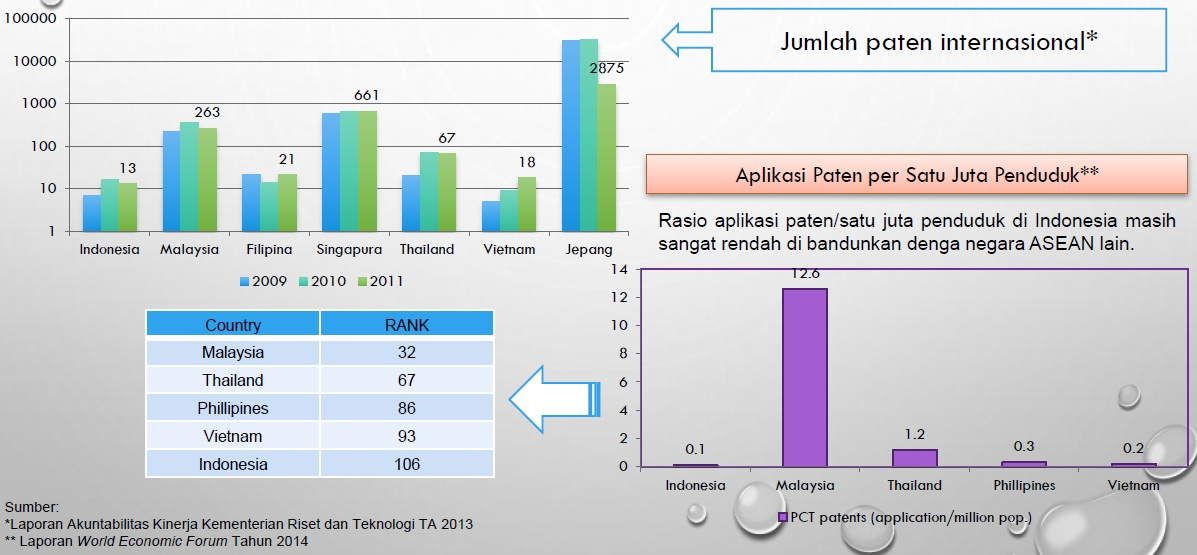 Jumlah paten internasional*
100000
10000
1000
100
10
1
13
263
21
661
67
18
2875
Indonesia Malaysia Filipina Singapura Thailand Vietnam Jepang
2009 2010 2011
Aplikasi Paten per Satu Juta Penduduk**
Rasio aplikasi paten/satu juta penduduk di Indonesia masih
sangat rendah di bandunkan denga negara ASEAN lain.
14
12
10
8
6
4
2
0
0.1
12.6
1.2
0.3
0.2
Indonesia Malaysia Thailand Phillipines Vietnam
PCT patents (application/million pop.)
Country RANK
Malaysia 32
Thailand 67
Phillipines 86
Vietnam 93
Indonesia 106
Sumber:
*Laporan Akuntabilitas Kinerja Kementerian Riset dan Teknologi TA 2013
** Laporan World Economic Forum Tahun 2014